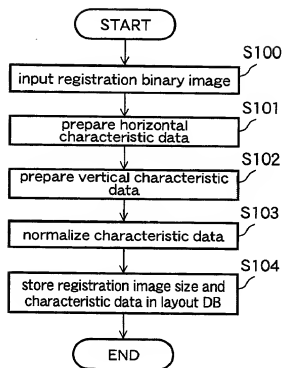 START
S100
input registration binary image
S101
prepare horizontal
characteristic data
S102
prepare vertical characteristic
data
S103
normalize characteristic data
S104
store registration image size and
characteristic data in layout DB
END